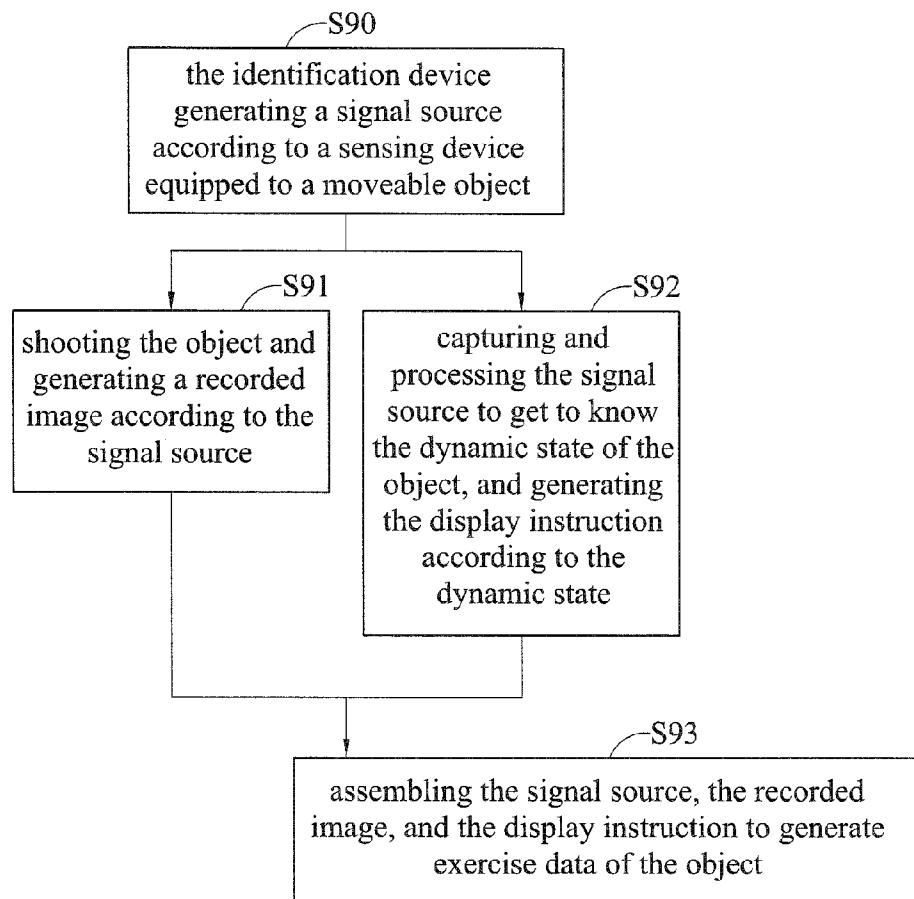 S90
the identification device
generating a signal source
according to a sensing device
equipped to a moveable object
S91
shooting the object and
generating a recorded
image according to the
signal source
S92
capturing and
processing the signal
source to get to know
the dynamic state of the
object, and generating
the display instruction
according to the
dynamic state
S93
assembling the signal source, the recorded
image, and the display instruction to generate
exercise data of the object